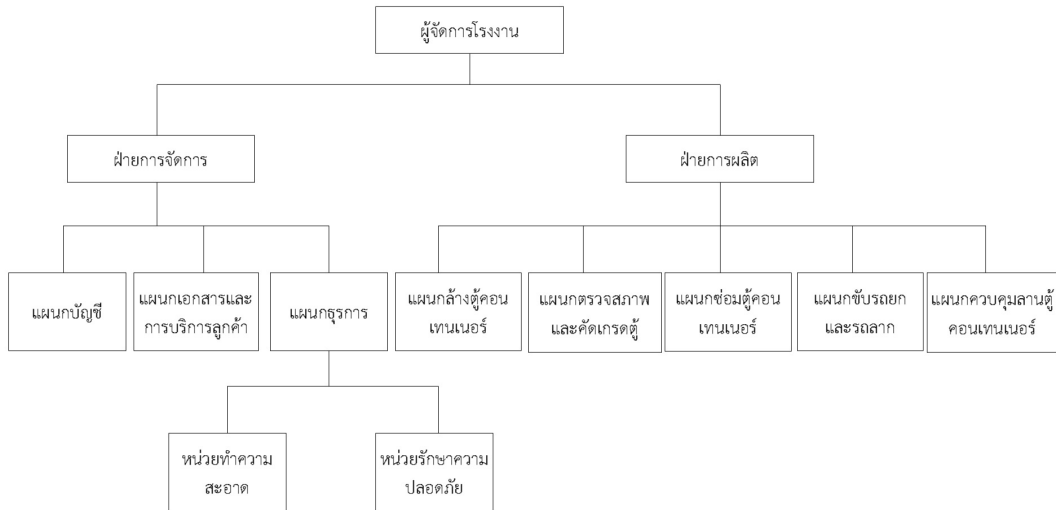 ผู้จัดการโรงงาน
ฝ่ายการจัดการ
ฝ่ายการผลิต
แผนกบัญชี
แผนกเอกสารและ
การบริการลูกค้า
แผนกธุรการ
แผนกล้างตู้คอน
เทนเนอร์
แผนกตรวจสภาพ
และคัดเกรดตู้
แผนกซ่อมตู้คอน
เทนเนอร์
แผนกขับรถยก
และรถลาก
แผนกควบคุมลานตู้
คอนเทนเนอร์
หน่วยทำความ
สะอาด
หน่วยรักษาความ
ปลอดภัย